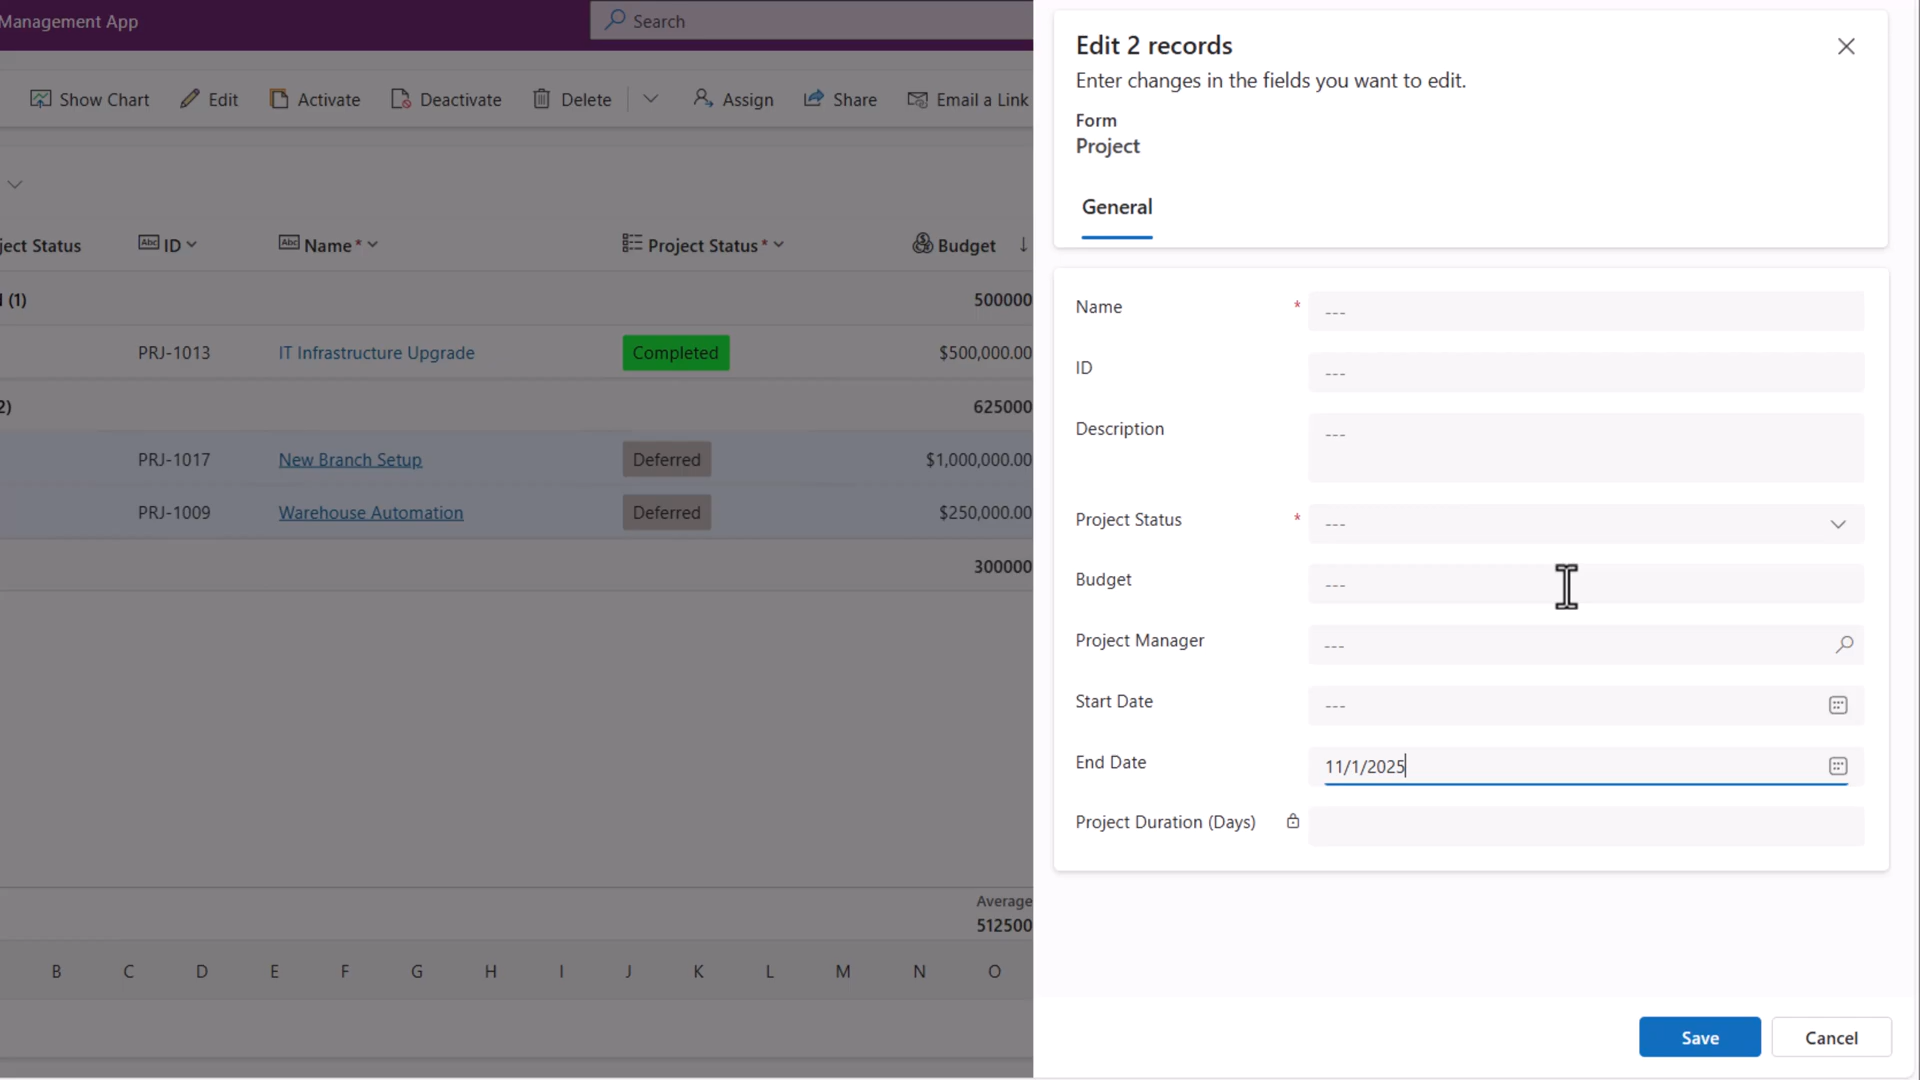 Management App
Search
Show Chart
Edit
Activate
Deactivate
Delete
Assign
Share
Email a Link
ject Status
Abc ID
Abc Name *
Project Status *
Budget ↓
(1)
500000
PRJ-1013
IT Infrastructure Upgrade
Completed
$500,000.00
2)
625000
PRJ-1017
New Branch Setup
Deferred
$1,000,000.00
PRJ-1009
Warehouse Automation
Deferred
$250,000.00
300000
Average
512500
B C D E F G H I J K L M N O
Edit 2 records
Enter changes in the fields you want to edit.
Form
Project
General
Name * ---
ID ---
Description ---
Project Status * ---
Budget ---
Project Manager ---
Start Date ---
End Date 11/1/2025
Project Duration (Days)
Save
Cancel